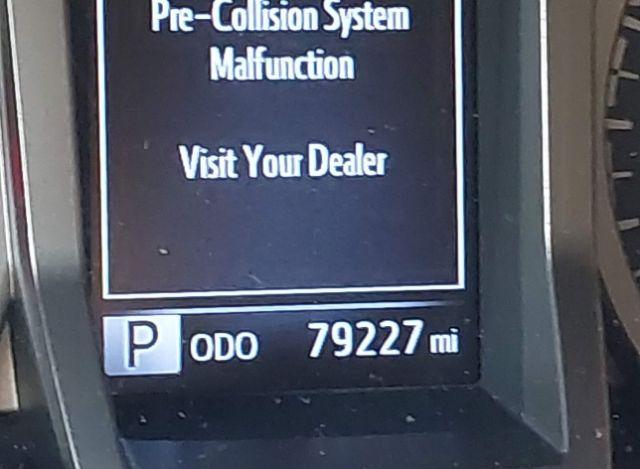 Pre-Collision System
Malfunction
Visit Your Dealer
P ODO 79227 mi